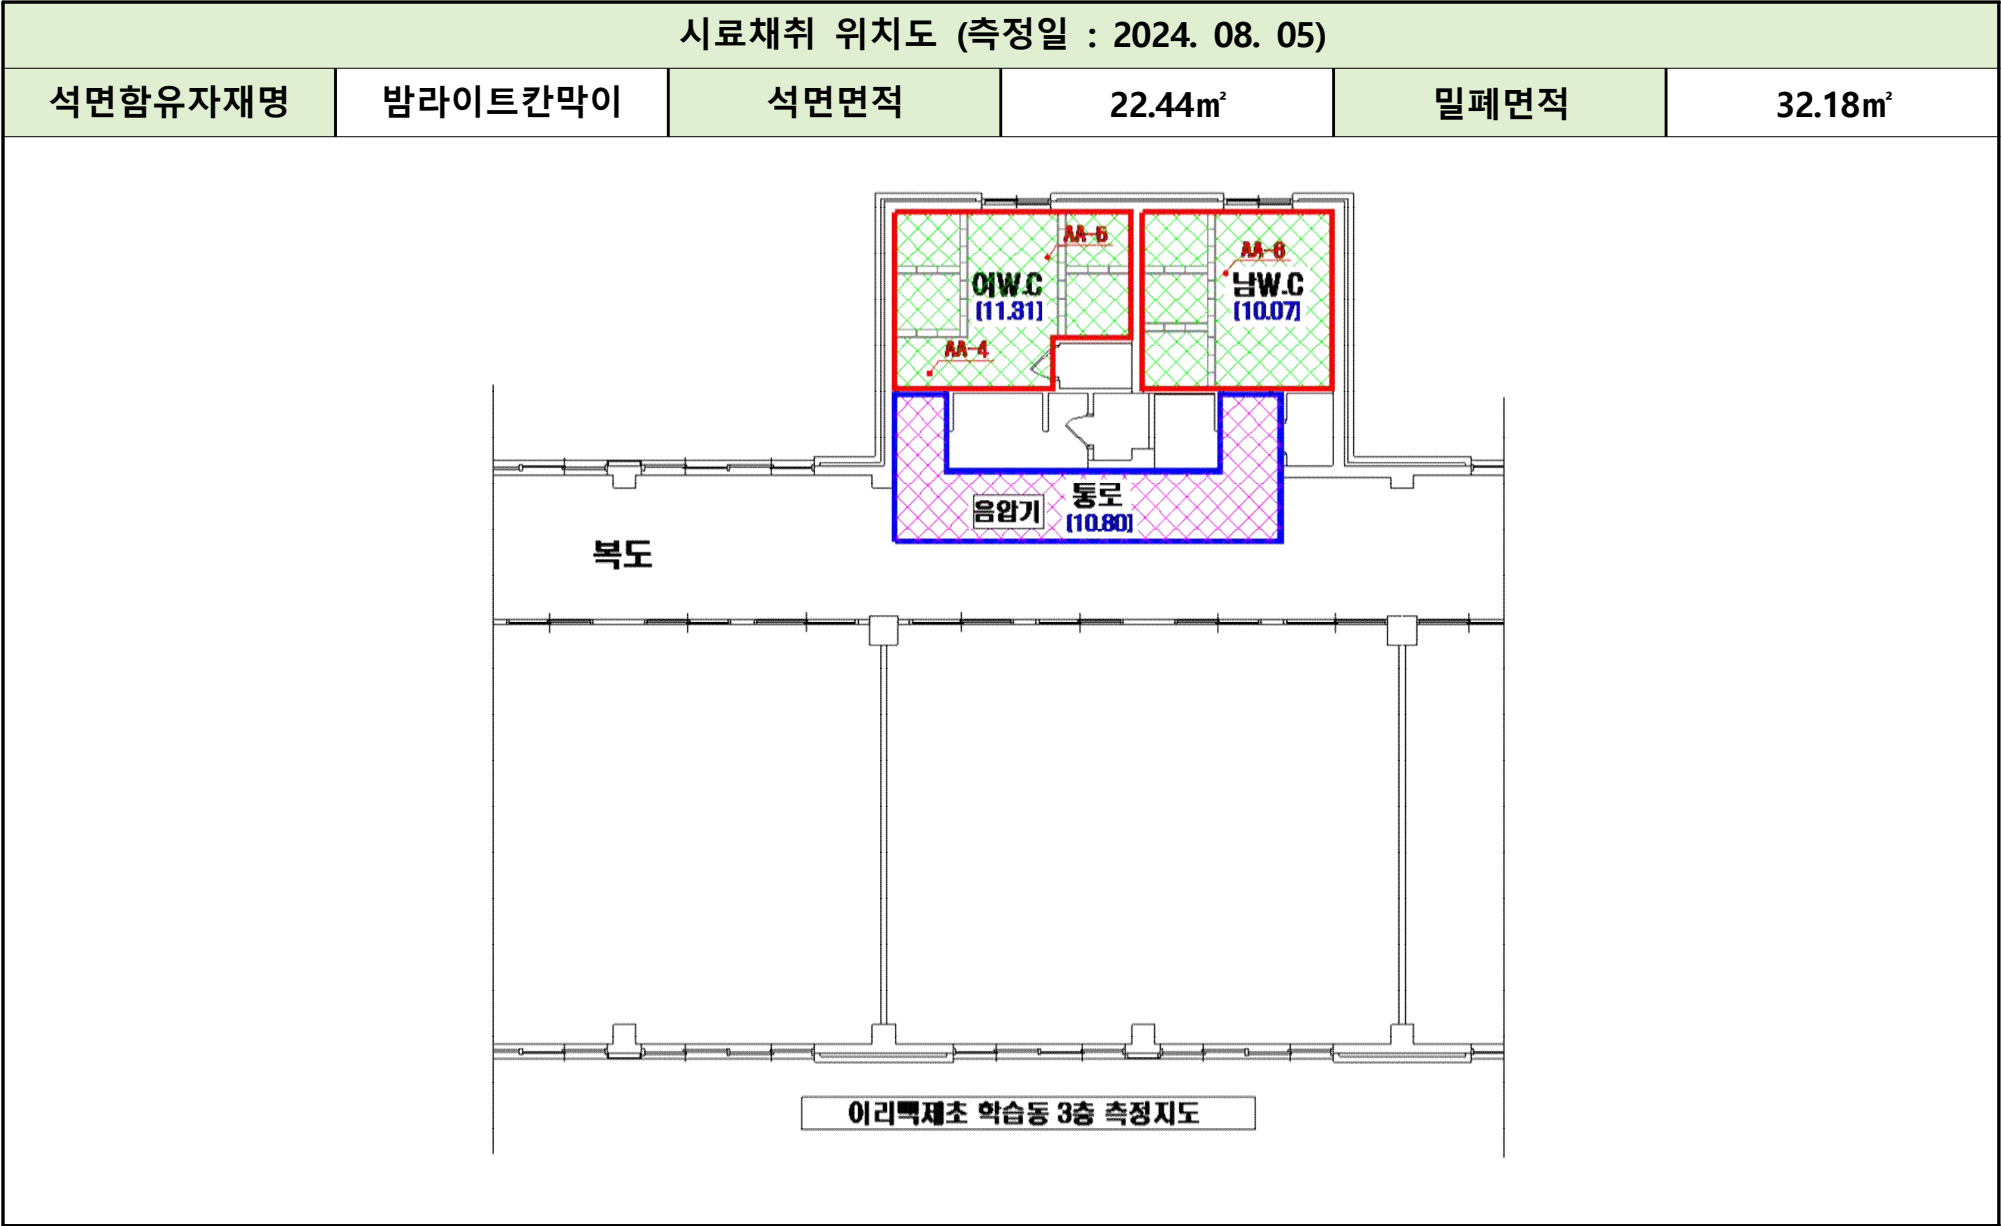 시료채취 위치도 (측정일 : 2024. 08. 05)
석면함유자재명 밤라이트칸막이 석면면적 22.44㎡ 밀폐면적 32.18㎡
AA-5
AA-6
여W.C
[11.31]
남W.C
[10.07]
AA-4
음압기
통로
[10.80]
복도
이리백제초 학습동 3층 측정지도